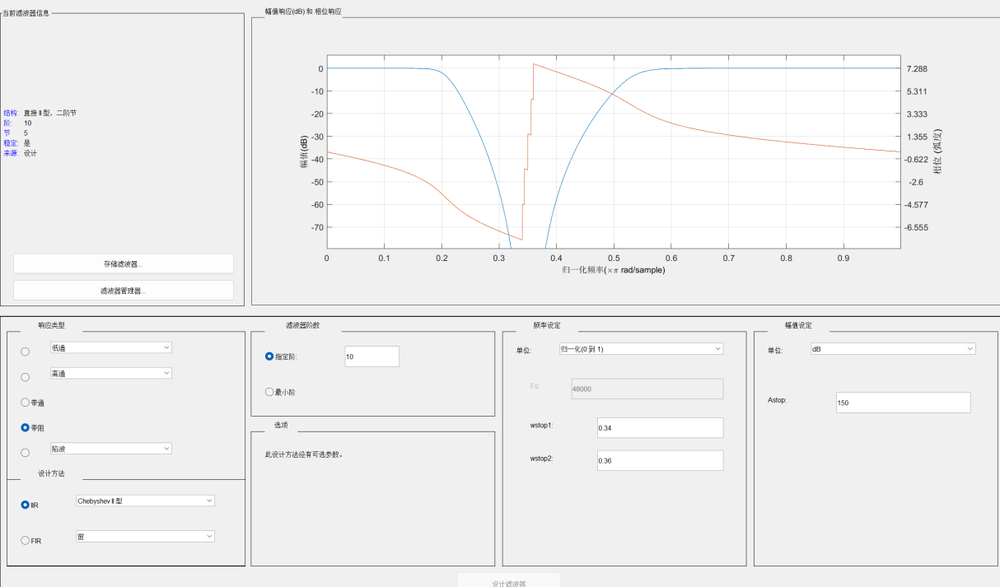 当前滤波器信息
结构: 直接 II 型，二阶节
阶: 10
节 5
稳定: 是
来源: 设计
存储滤波器...
滤波器管理器...
幅值响应(dB) 和 相位响应
幅值(dB)
0
-10
-20
-30
-40
-50
-60
-70
7.288
5.311
3.333
1.355
-0.622
-2.6
-4.577
-6.555
相位 (弧度)
0 0.1 0.2 0.3 0.4 0.5 0.6 0.7 0.8 0.9
归一化频率(×π rad/sample)
响应类型
低通
高通
带通
带阻
陷波
设计方法
IIR Chebyshev II 型
FIR 窗
滤波器阶数
指定阶: 10
最小阶
选项
此设计方法没有可选参数。
频率设定
单位: 归一化(0 到 1)
Fs: 48000
wstop1: 0.34
wstop2: 0.36
幅值设定
单位: dB
Astop: 150
设计滤波器